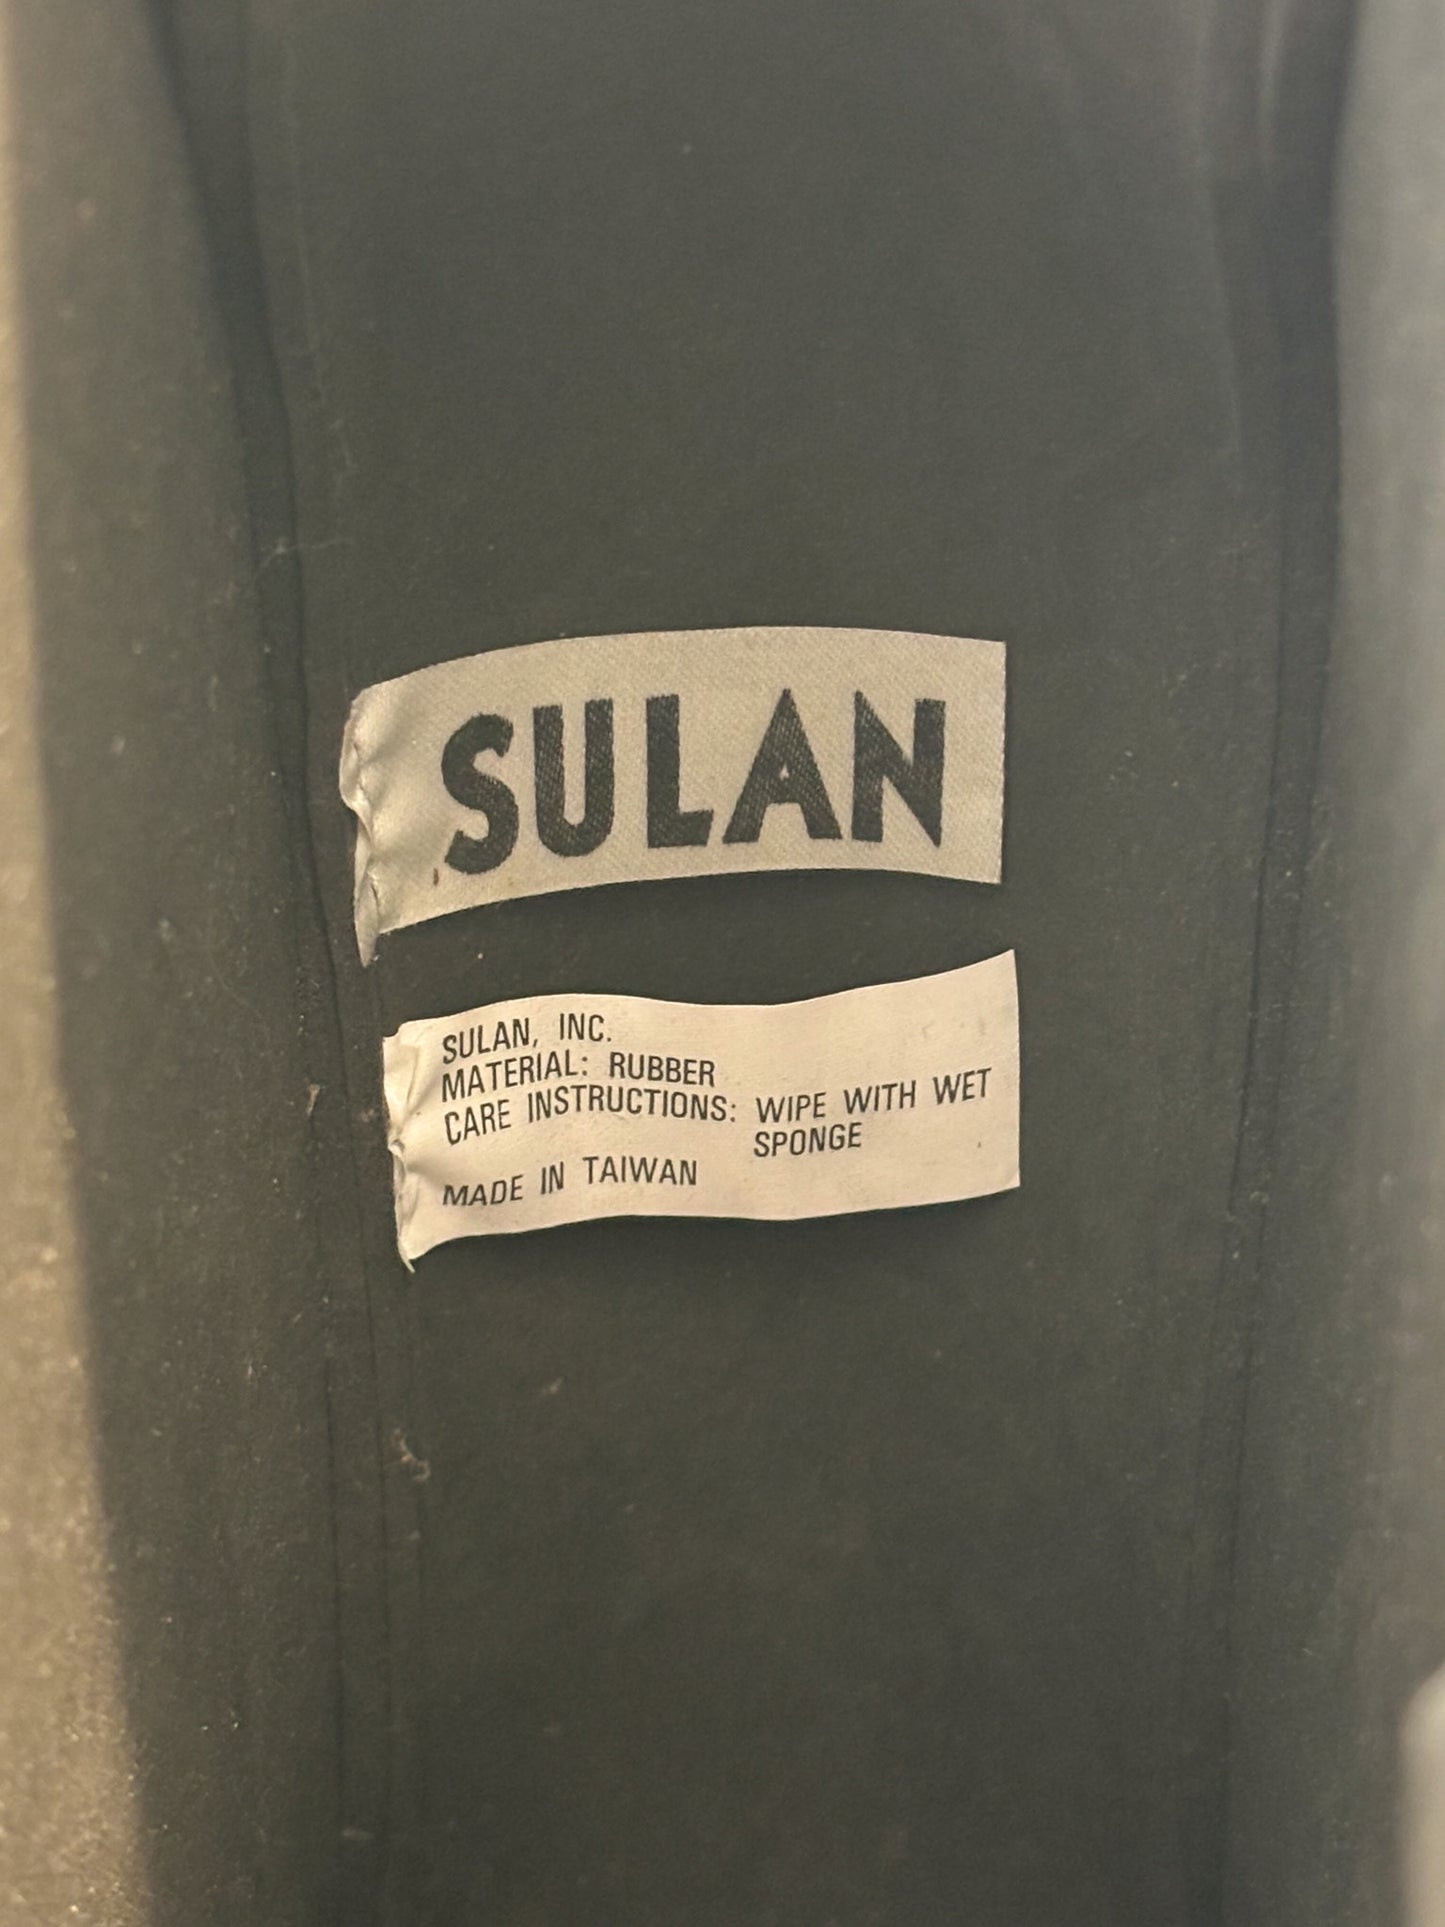 SULAN
SULAN, INC.
MATERIAL: RUBBER
CARE INSTRUCTIONS: WIPE WITH WET
SPONGE
MADE IN TAIWAN